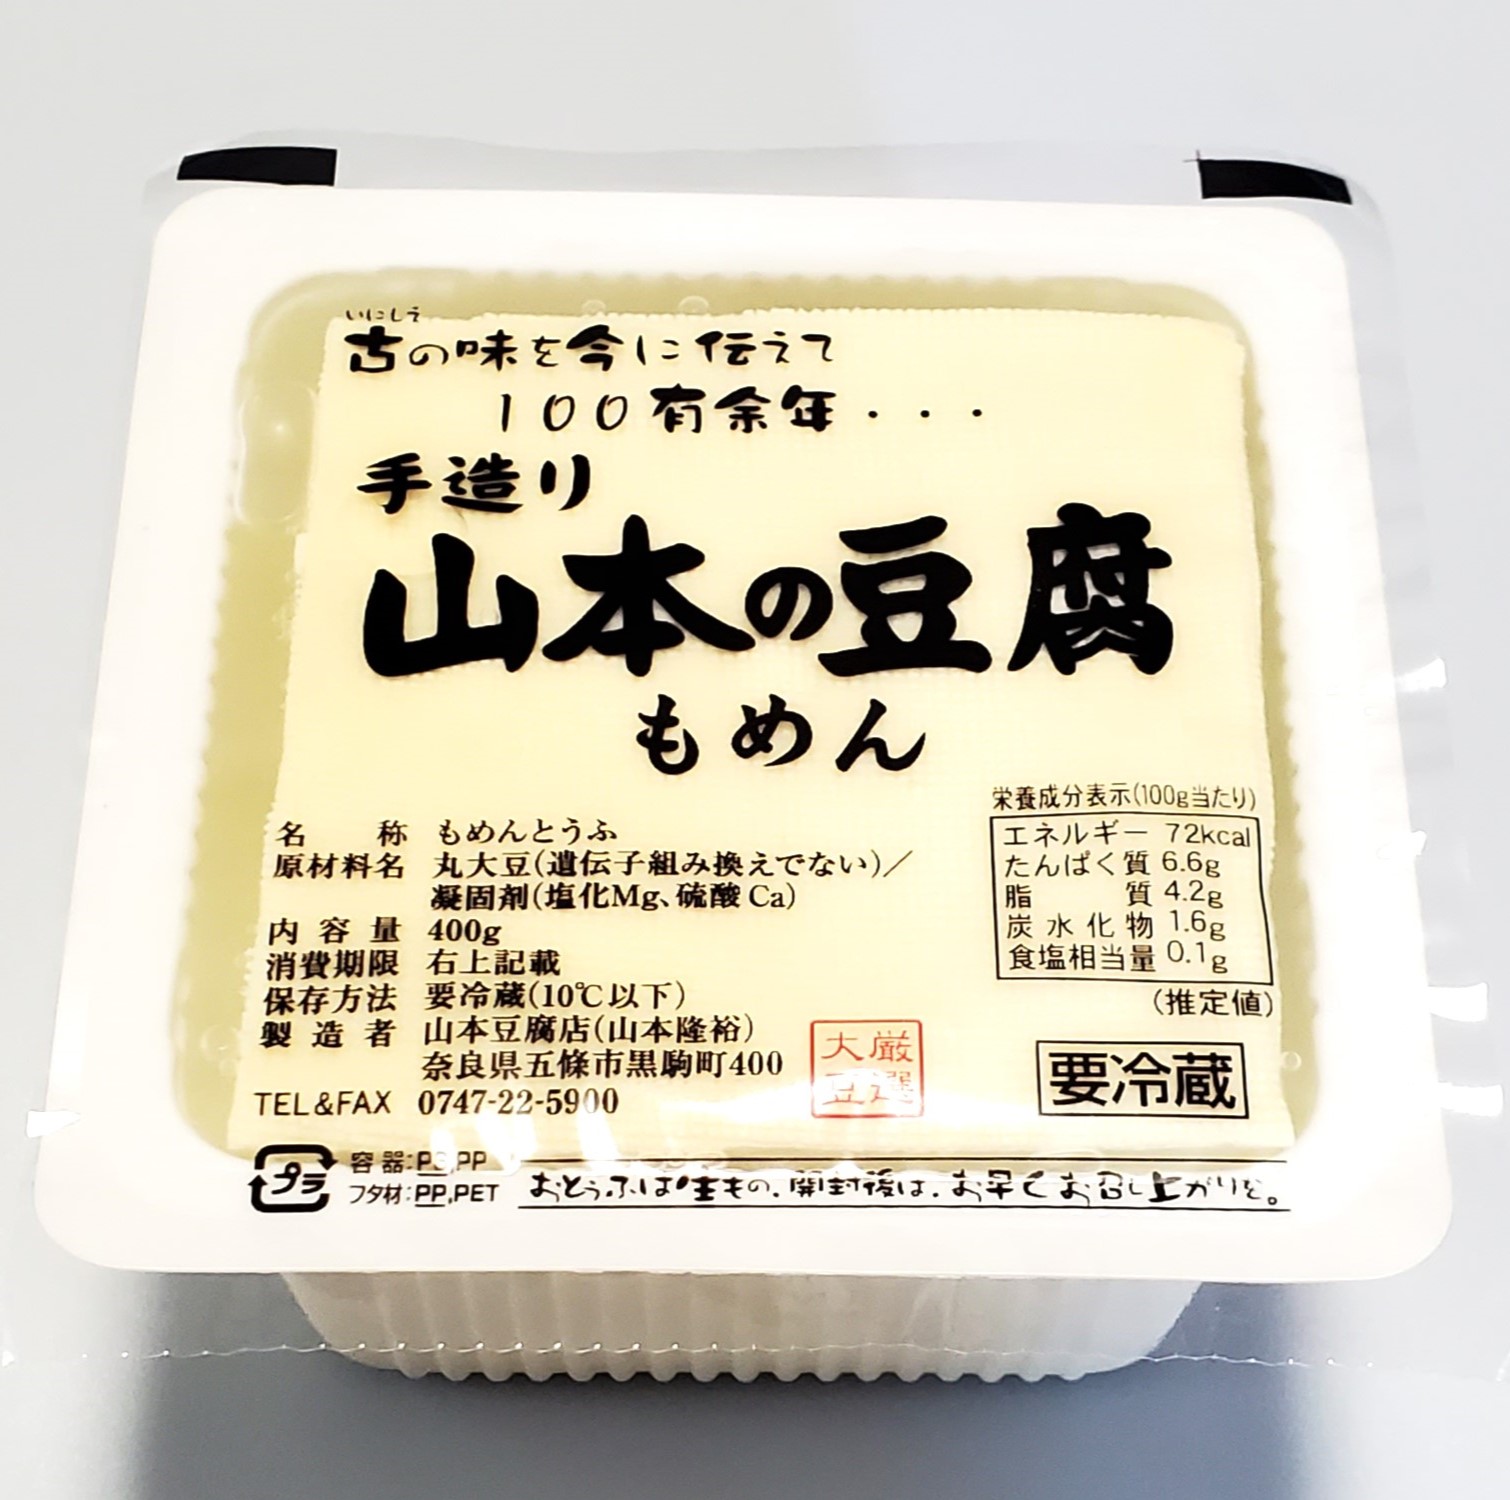 いにしえ
古の味を今に伝えて
100有余年・・・
手造り
山本の豆腐
もめん
名称 もめんとうふ
原材料名 丸大豆(遺伝子組み換えでない)／
凝固剤(塩化Mg、硫酸Ca)
内容量 400g
消費期限 右上記載
保存方法 要冷蔵(10℃以下)
製造者 山本豆腐店(山本隆裕)
奈良県五條市黒駒町400
TEL&FAX 0747-22-5900
栄養成分表示(100g当たり)
エネルギー 72kcal
たんぱく質 6.6g
脂質 4.2g
炭水化物 1.6g
食塩相当量 0.1g
(推定値)
厳選
大豆
要冷蔵
プラ
容器:PS,PP
フタ材:PP,PET
おとうふは生もの、開封後は、お早くお召し上がりを。